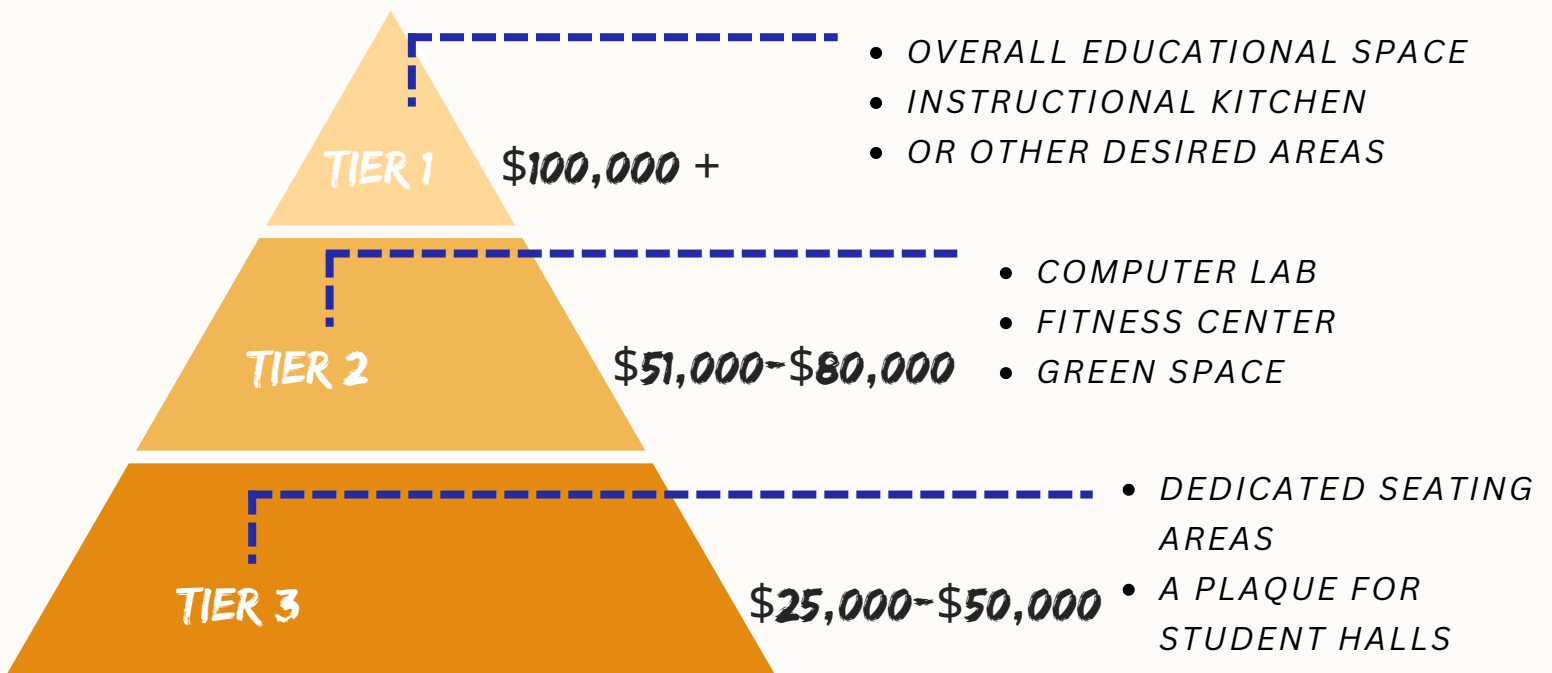 OVERALL EDUCATIONAL SPACE
INSTRUCTIONAL KITCHEN
OR OTHER DESIRED AREAS
TIER 1
$100,000 +
COMPUTER LAB
FITNESS CENTER
GREEN SPACE
TIER 2
$51,000-$80,000
DEDICATED SEATING
AREAS
A PLAQUE FOR
STUDENT HALLS
TIER 3
$25,000-$50,000